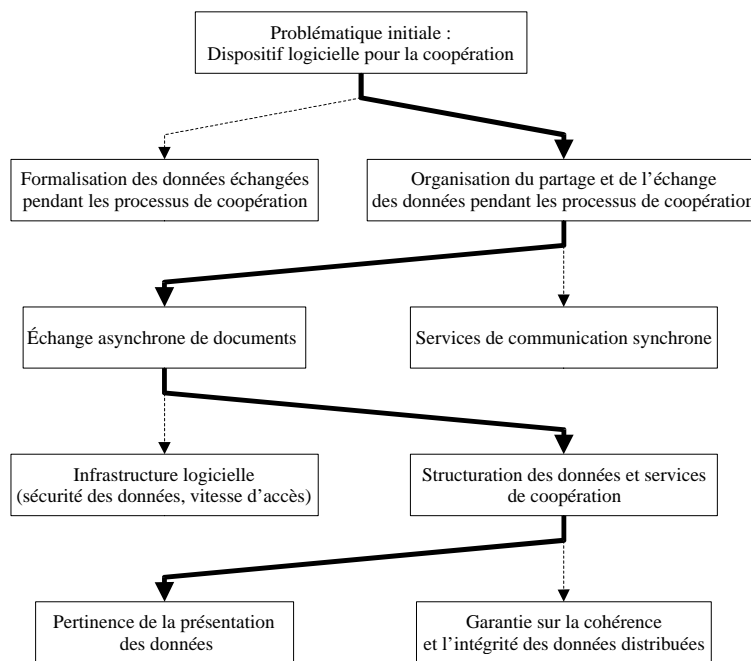 Problématique initiale :
Dispositif logicielle pour la coopération
Formalisation des données échangées
pendant les processus de coopération
Organisation du partage et de l'échange
des données pendant les processus de coopération
Échange asynchrone de documents
Services de communication synchrone
Infrastructure logicielle
(sécurité des données, vitesse d'accès)
Structuration des données et services
de coopération
Pertinence de la présentation
des données
Garantie sur la cohérence
et l'intégrité des données distribuées